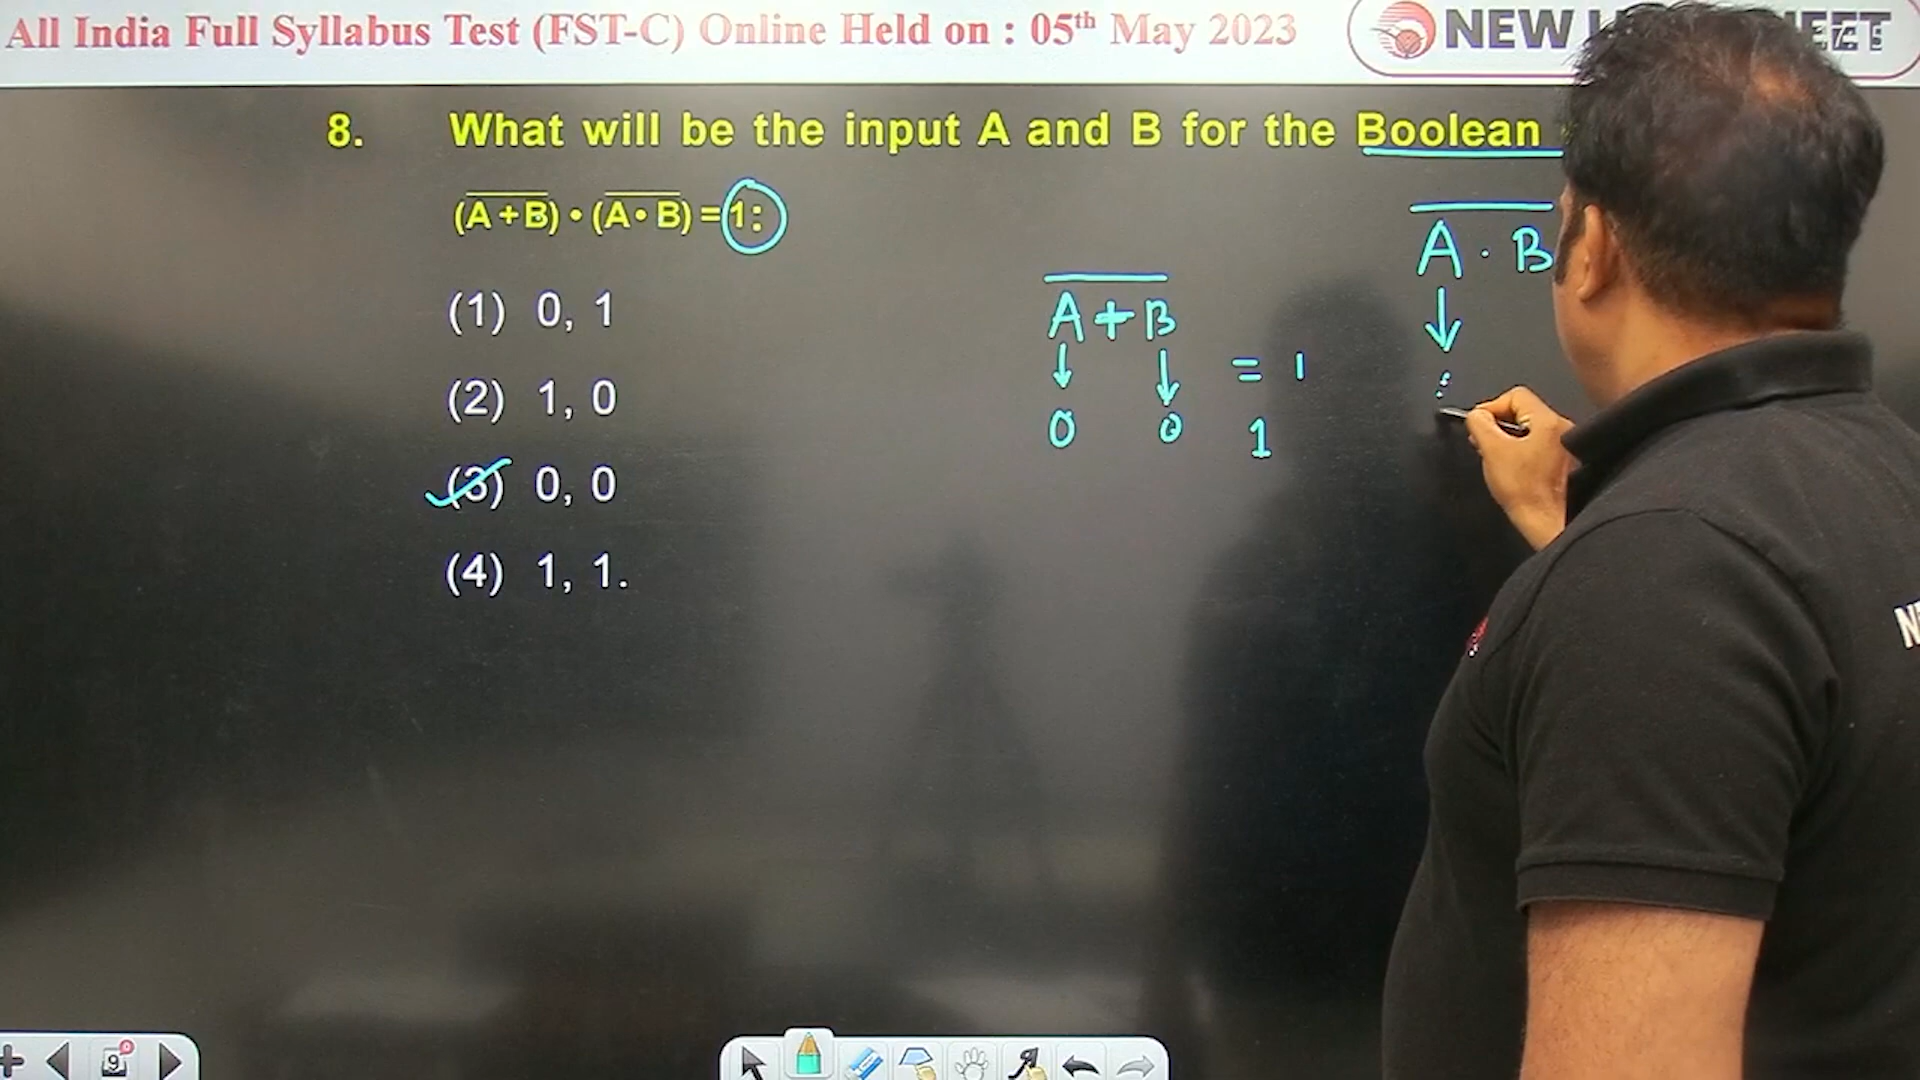 All India Full Syllabus Test (FST-C) Online Held on : 05th May 2023
NEW
8. What will be the input A and B for the Boolean
(A̅ ̅+̅ ̅B̅) • (A̅ ̅•̅ ̅B̅) = 1:
(1) 0, 1
(2) 1, 0
(3) 0, 0
(4) 1, 1.
A̅ ̅+̅ ̅B̅
= 1
0 0 1
A̅ ̅·̅ ̅B̅
9
0